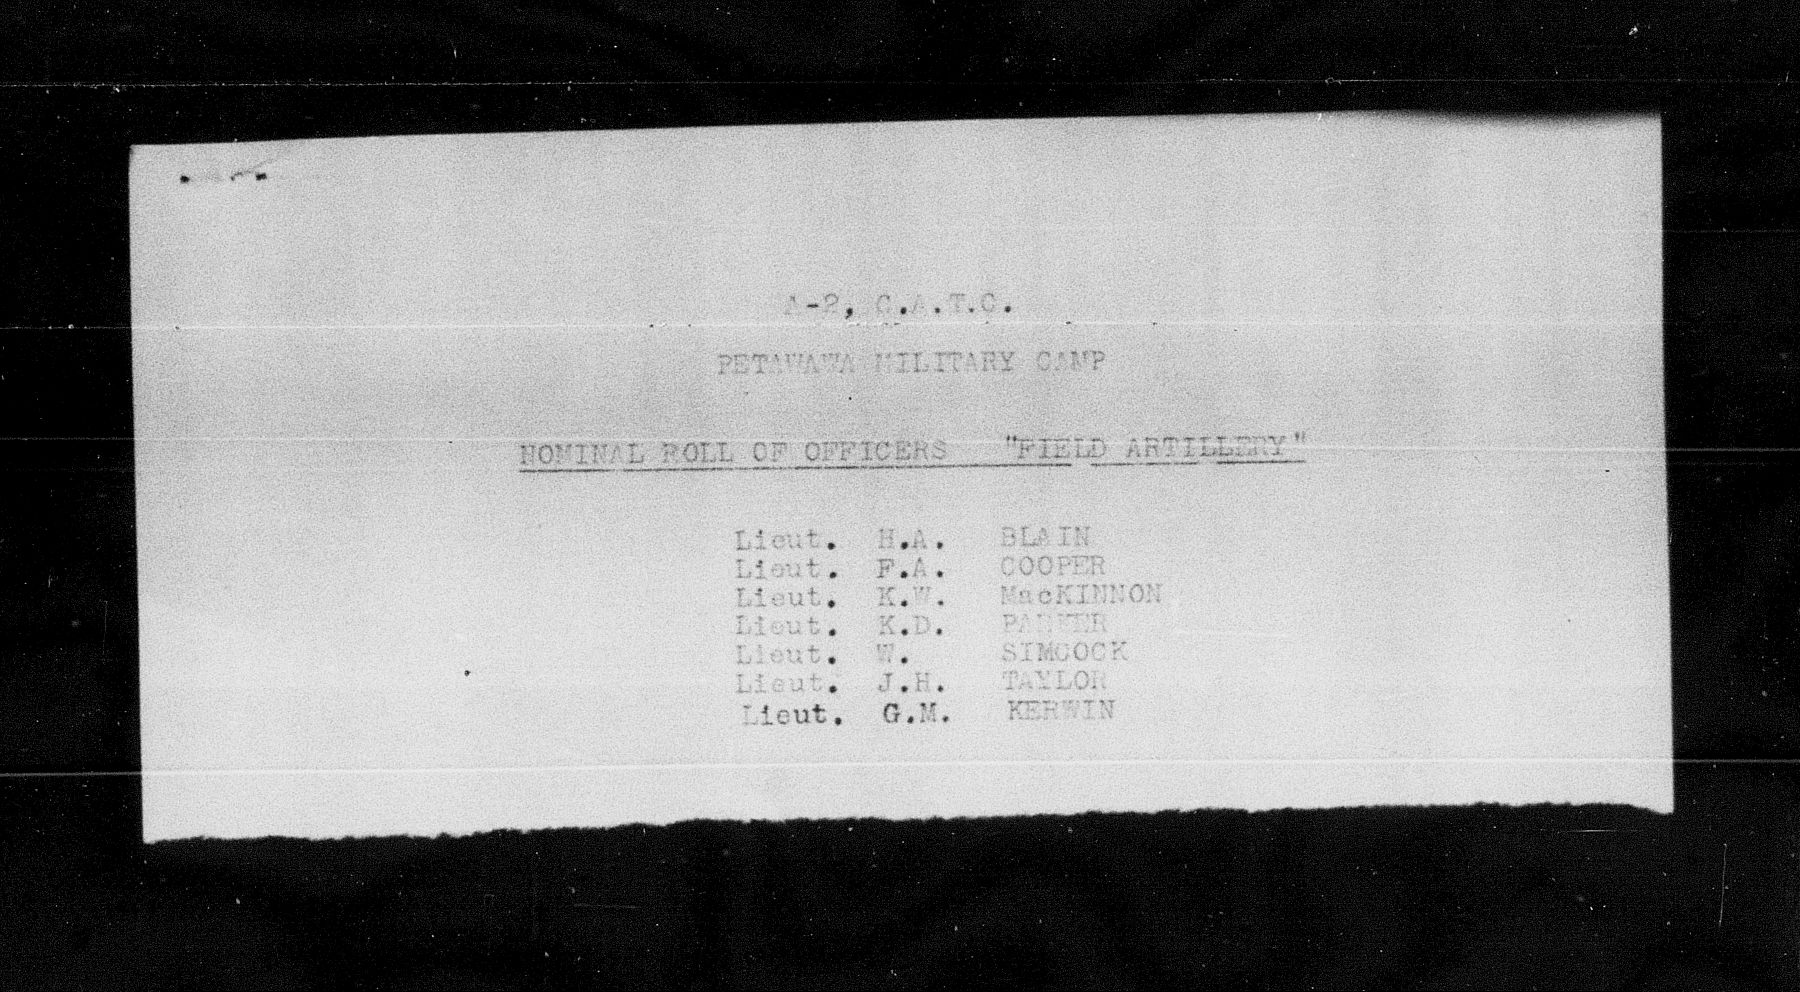 A-2, C.A.T.C.
PETAWAWA MILITARY CAMP
NOMINAL ROLL OF OFFICERS "FIELD ARTILLERY"
Lieut. H.A. BLAIN
Lieut. F.A. COOPER
Lieut. K.W. MacKINNON
Lieut. K.D. PARKER
Lieut. W. SIMCOCK
Lieut. J.H. TAYLOR
Lieut. G.M. KERWIN